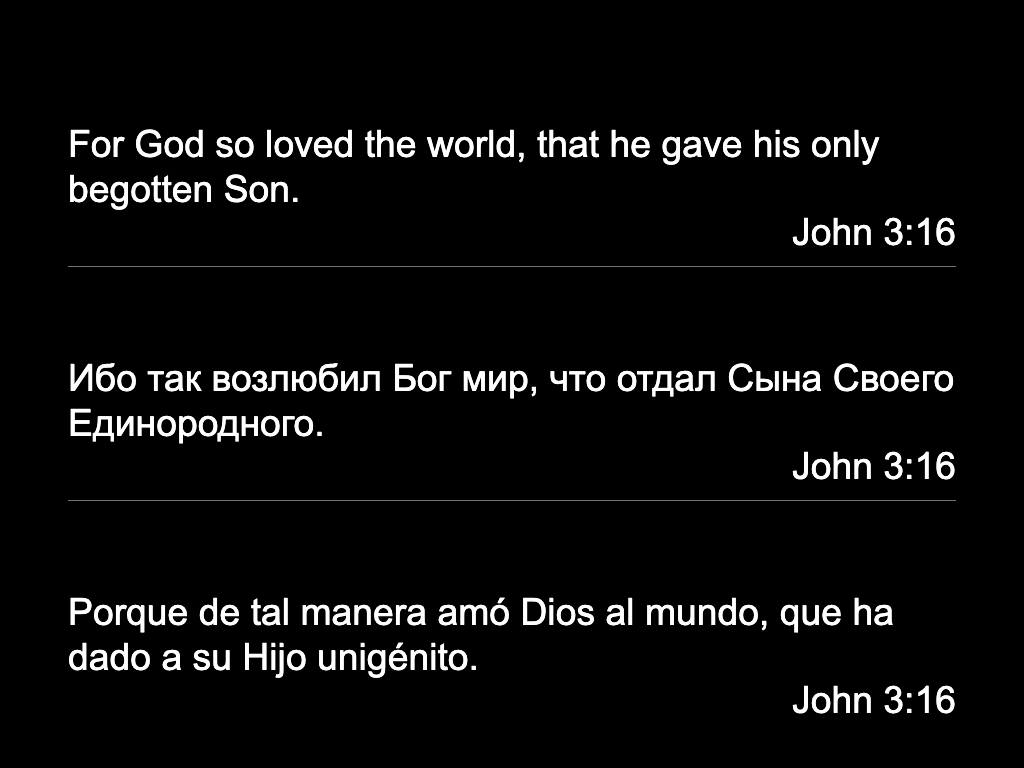 For God so loved the world, that he gave his only
begotten Son.
John 3:16
Ибо так возлюбил Бог мир, что отдал Сына Своего
Единородного.
John 3:16
Porque de tal manera amó Dios al mundo, que ha
dado a su Hijo unigénito.
John 3:16